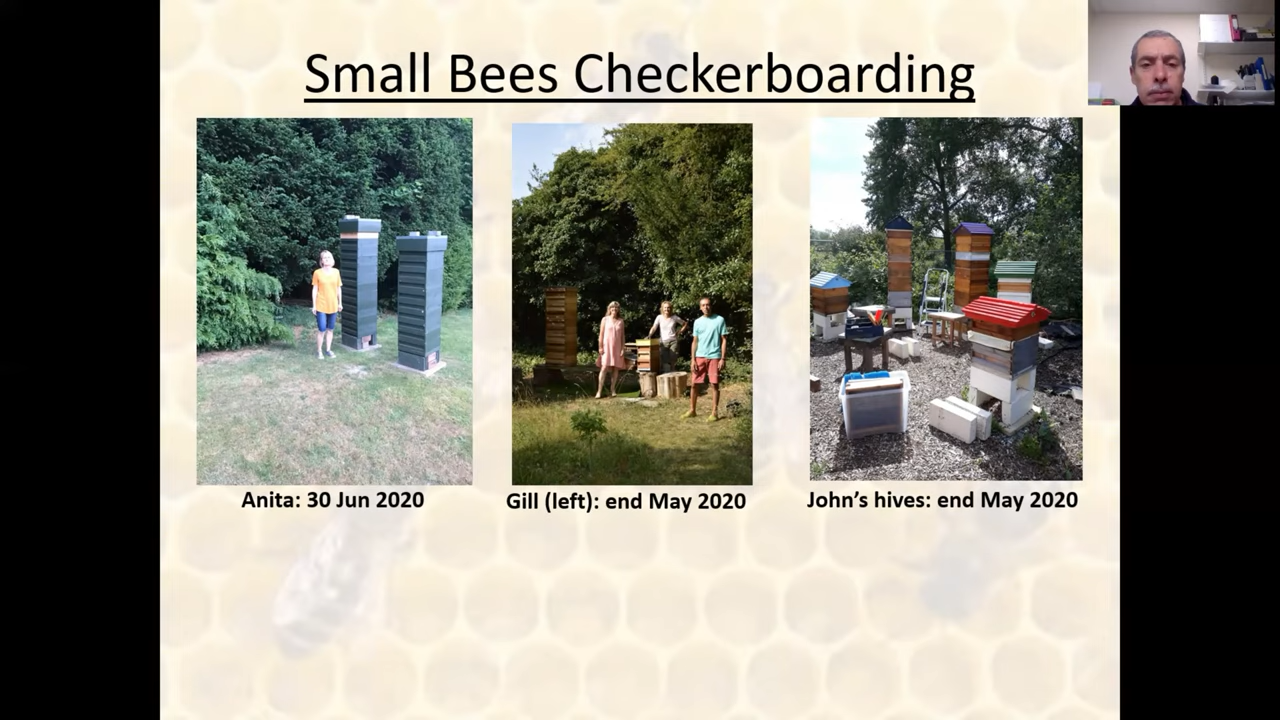 Small Bees Checkerboarding
Anita: 30 Jun 2020
Gill (left): end May 2020
John’s hives: end May 2020